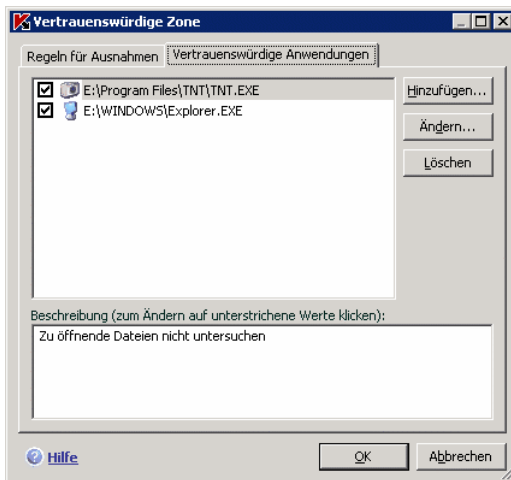 Vertrauenswürdige Zone
Regeln für Ausnahmen
Vertrauenswürdige Anwendungen
E:\Program Files\TNT\TNT.EXE
E:\WINDOWS\Explorer.EXE
Hinzufügen...
Ändern...
Löschen
Beschreibung (zum Ändern auf unterstrichene Werte klicken):
Zu öffnende Dateien nicht untersuchen
Hilfe
OK
Abbrechen